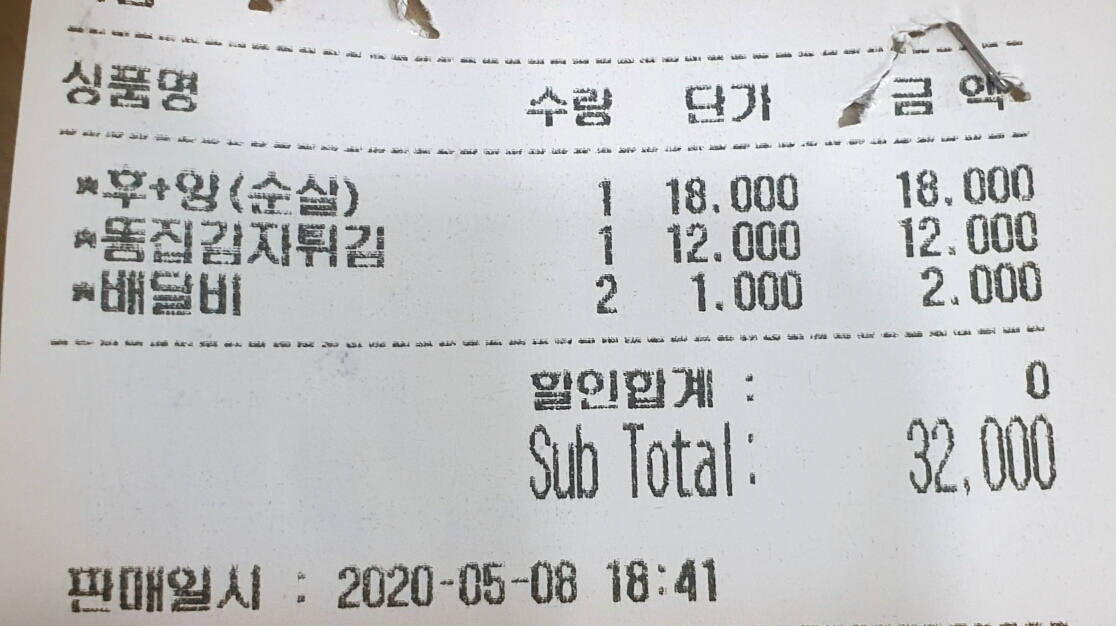 상품명 수량 단가 금 액
*후+양(순살) 1 18.000 18.000
*똥집감자튀김 1 12.000 12.000
*배달비 2 1.000 2.000
할인합계 : 0
Sub Total: 32,000
판매일시 : 2020-05-08 18:41